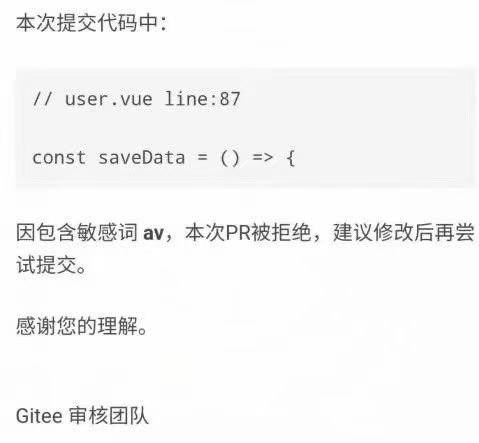 本次提交代码中：
// user.vue line:87
const saveData = () => {
因包含敏感词 av，本次PR被拒绝，建议修改后再尝
试提交。
感谢您的理解。
Gitee 审核团队